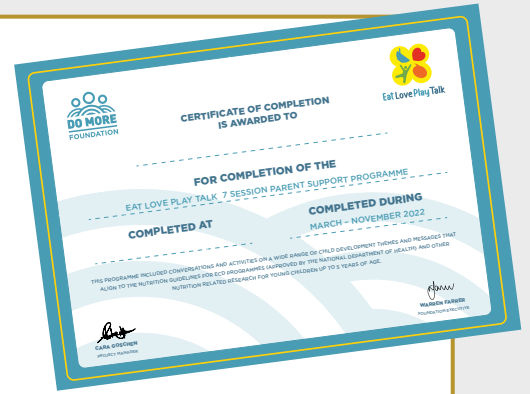 DO MORE
FOUNDATION
Eat Love Play Talk
CERTIFICATE OF COMPLETION
IS AWARDED TO
FOR COMPLETION OF THE
EAT LOVE PLAY TALK 7 SESSION PARENT SUPPORT PROGRAMME
COMPLETED AT
COMPLETED DURING
MARCH - NOVEMBER 2022
THIS PROGRAMME INCLUDED CONVERSATIONS AND ACTIVITIES ON A WIDE RANGE OF CHILD DEVELOPMENT THEMES AND MESSAGES THAT
ALIGN TO THE NUTRITION GUIDELINES FOR ECD PROGRAMMES (APPROVED BY THE NATIONAL DEPARTMENT OF HEALTH) AND OTHER
NUTRITION RELATED RESEARCH FOR YOUNG CHILDREN UP TO 5 YEARS OF AGE.
CARA GOECHEN
PROJECT MANAGER
WARREN FARRER
FOUNDATION EXECUTIVE